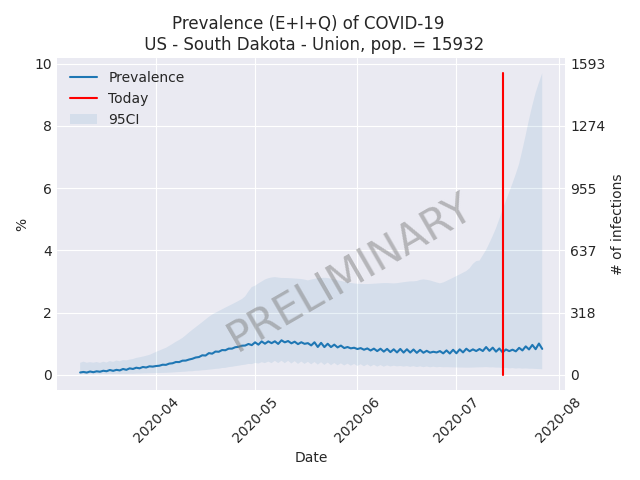 Prevalence (E+I+Q) of COVID-19
US - South Dakota - Union, pop. = 15932
10
8
6
4
2
0
%
Prevalence
Today
95CI
PRELIMINARY
1593
1274
955
637
318
0
# of infections
2020-04
2020-05
2020-06
2020-07
2020-08
Date